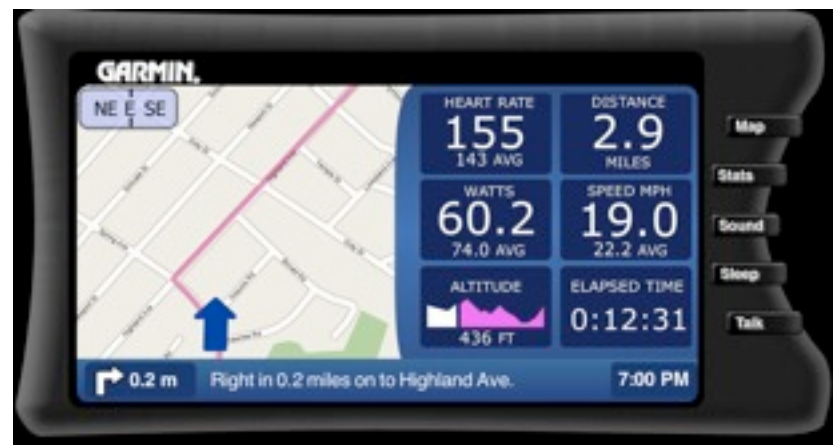 GARMIN.
NE E SE
HEART RATE
155
143 AVG
DISTANCE
2.9
MILES
WATTS
60.2
74.0 AVG
SPEED MPH
19.0
22.2 AVG
ALTITUDE
436 FT
ELAPSED TIME
0:12:31
0.2 m
Right in 0.2 miles on to Highland Ave.
7:00 PM
Map
Stats
Sound
Sleep
Talk